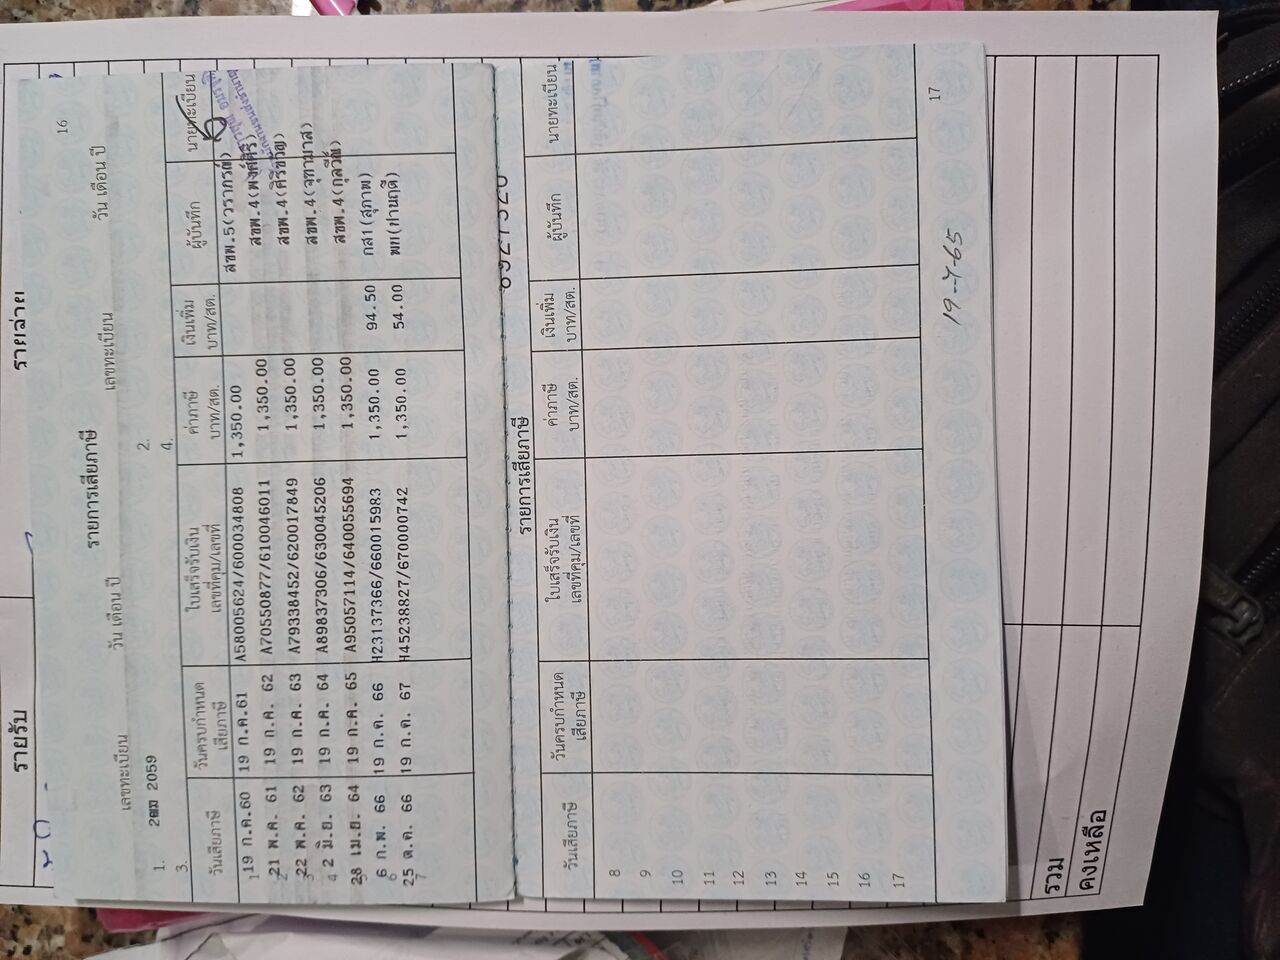 รายรับ
รายจ่าย
16
รายการเสียภาษี
เลขทะเบียน วัน เดือน ปี เลขทะเบียน วัน เดือน ปี
1. 2ฒฆ 2059 2.
3. 4.
วันเสียภาษี วันครบกำหนด เสียภาษี ใบเสร็จรับเงิน เลขที่คุม/เลขที่ ค่าภาษี บาท/สต. เงินเพิ่ม บาท/สต. ผู้บันทึก นายทะเบียน
1 19 ก.ค.60 19 ก.ค.61 A58005624/600034808 1,350.00 สขพ.5(วราภรณ์)
2 21 พ.ค. 61 19 ก.ค. 62 A70550877/610046011 1,350.00 สขพ.4(พงศ์ศิริ)
3 22 พ.ค. 62 19 ก.ค. 63 A79338452/620017849 1,350.00 สขพ.4(ศิริขวัญ)
4 2 มิ.ย. 63 19 ก.ค. 64 A89837306/630045206 1,350.00 สขพ.4(จุฑามาส)
5 28 เม.ย. 64 19 ก.ค. 65 A95057114/640055694 1,350.00 สขพ.4(กุลวีณ์)
6 6 ก.พ. 66 19 ก.ค. 66 H23137366/660015983 1,350.00 94.50 กส1(สุภาพ)
7 25 ต.ค. 66 19 ก.ค. 67 H45238827/670000742 1,350.00 54.00 พท(ปานฤดี)
รายการเสียภาษี
วันเสียภาษี วันครบกำหนด เสียภาษี ใบเสร็จรับเงิน เลขที่คุม/เลขที่ ค่าภาษี บาท/สต. เงินเพิ่ม บาท/สต. ผู้บันทึก นายทะเบียน
8
9
10
11
12
13
14
15
16
17
19-7-65
17
รวม
คงเหลือ